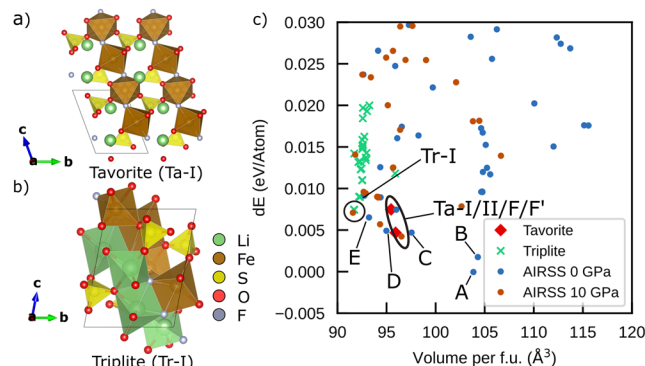 a)
c
a
b
Tavorite (Ta-I)
b)
c
a
b
Triplite (Tr-I)
Li
Fe
S
O
F
c)
dE (eV/Atom)
0.030
0.025
0.020
0.015
0.010
0.005
0.000
−0.005
90
95
100
105
110
115
120
Volume per f.u. (Å³)
Tr-I
Ta-I/II/F/F'
E
D
C
B
A
Tavorite
Triplite
AIRSS 0 GPa
AIRSS 10 GPa